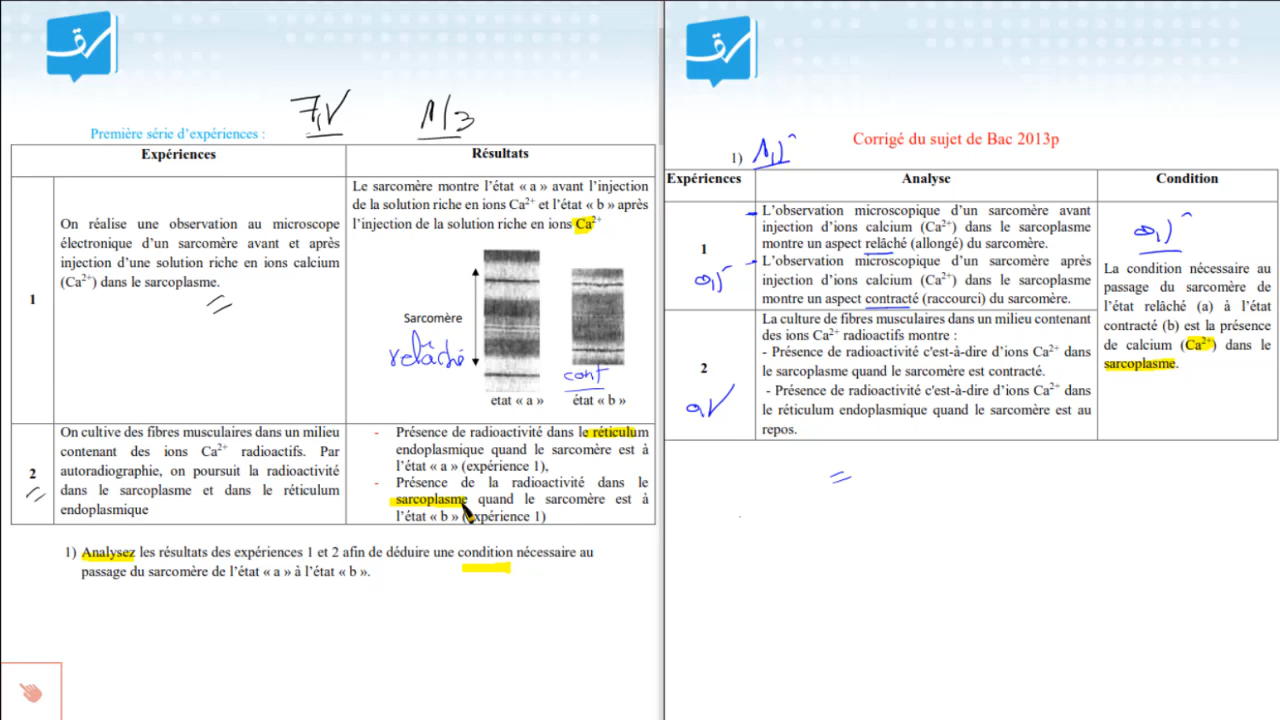 Première série d'expériences :
1/3
Expériences
Résultats
1
On réalise une observation au microscope
électronique d'un sarcomère avant et après
injection d'une solution riche en ions calcium
(Ca²⁺) dans le sarcoplasme.
Le sarcomère montre l'état « a » avant l'injection
de la solution riche en ions Ca²⁺ et l'état « b » après
l'injection de la solution riche en ions Ca²⁺
Sarcomère
relâché
cont
etat « a »
état « b »
2
On cultive des fibres musculaires dans un milieu
contenant des ions Ca²⁺ radioactifs. Par
autoradiographie, on poursuit la radioactivité
dans le sarcoplasme et dans le réticulum
endoplasmique
- Présence de radioactivité dans le réticulum
endoplasmique quand le sarcomère est à
l'état « a » (expérience 1),
- Présence de la radioactivité dans le
sarcoplasme quand le sarcomère est à
l'état « b » (expérience 1)
1) Analysez les résultats des expériences 1 et 2 afin de déduire une condition nécessaire au
passage du sarcomère de l'état « a » à l'état « b ».
Corrigé du sujet de Bac 2013p
1)
Expériences
Analyse
Condition
1
L'observation microscopique d'un sarcomère avant
injection d'ions calcium (Ca²⁺) dans le sarcoplasme
montre un aspect relâché (allongé) du sarcomère.
L'observation microscopique d'un sarcomère après
injection d'ions calcium (Ca²⁺) dans le sarcoplasme
montre un aspect contracté (raccourci) du sarcomère.
2
La culture de fibres musculaires dans un milieu contenant
des ions Ca²⁺ radioactifs montre :
- Présence de radioactivité c'est-à-dire d'ions Ca²⁺ dans
le sarcoplasme quand le sarcomère est contracté.
- Présence de radioactivité c'est-à-dire d'ions Ca²⁺ dans
le réticulum endoplasmique quand le sarcomère est au
repos.
La condition nécessaire au
passage du sarcomère de
l'état relâché (a) à l'état
contracté (b) est la présence
de calcium (Ca²⁺) dans le
sarcoplasme.